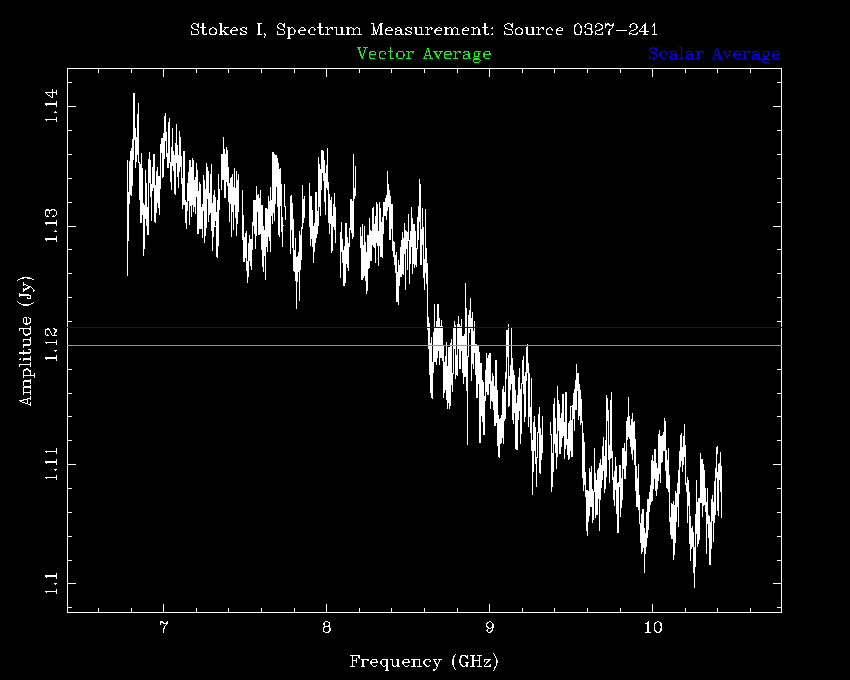 Stokes I, Spectrum Measurement: Source 0327−241
Vector Average
Scalar Average
1.14
1.13
1.12
1.11
1.1
Amplitude (Jy)
7 8 9 10
Frequency (GHz)